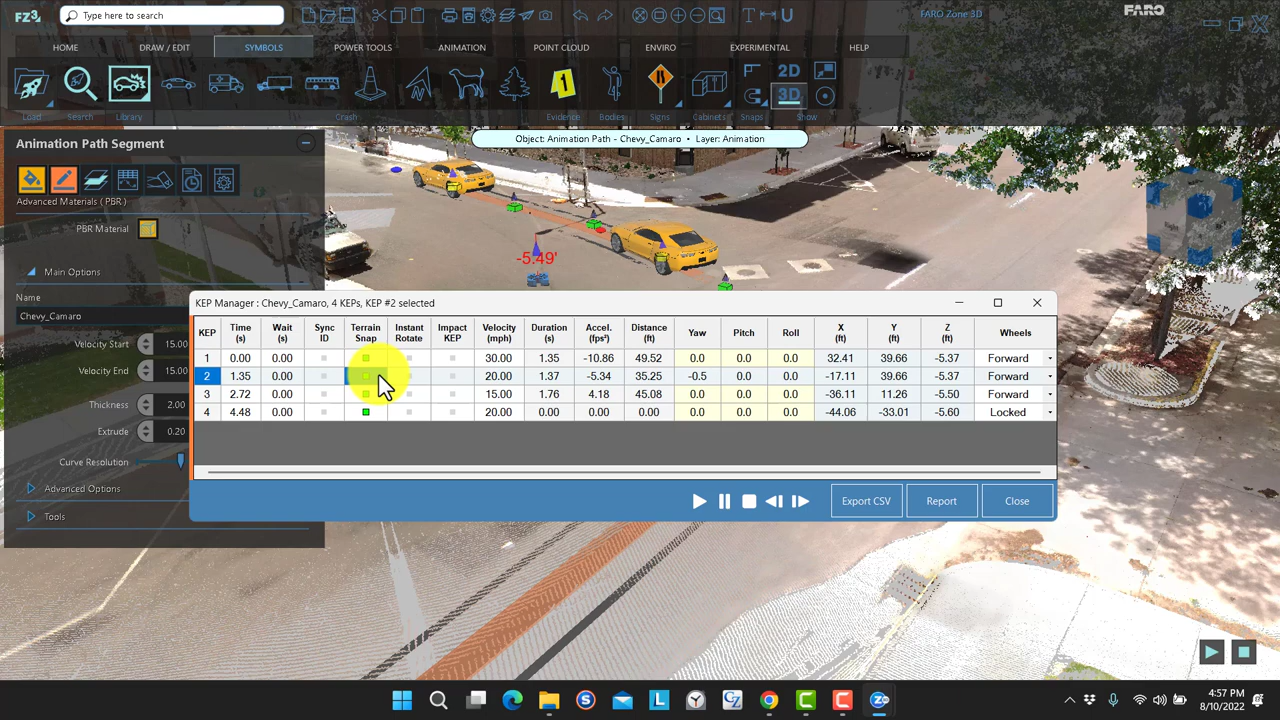 FZ3D
Type here to search
FARO Zone 3D
FARO
HOME DRAW / EDIT SYMBOLS POWER TOOLS ANIMATION POINT CLOUD ENVIRO EXPERIMENTAL HELP
1 2D
3D
Load Search Library Crash Evidence Bodies Signs Cabinets Snaps Show
Object: Animation Path - Chevy_Camaro • Layer: Animation
Animation Path Segment
Advanced Materials ( PBR )
PBR Material
Main Options
Name
Chevy_Camaro
Velocity Start 15.00
Velocity End 15.00
Thickness 2.00
Extrude 0.20
Curve Resolution
Advanced Options
Tools
-5.49'
Right
KEP Manager : Chevy_Camaro, 4 KEPs, KEP #2 selected
KEP Time (s) Wait (s) Sync ID Terrain Snap Instant Rotate Impact KEP Velocity (mph) Duration (s) Accel. (fps²) Distance (ft) Yaw Pitch Roll X (ft) Y (ft) Z (ft) Wheels
1 0.00 0.00 30.00 1.35 -10.86 49.52 0.0 0.0 0.0 32.41 39.66 -5.37 Forward
2 1.35 0.00 20.00 1.37 -5.34 35.25 -0.5 0.0 0.0 -17.11 39.66 -5.37 Forward
3 2.72 0.00 15.00 1.76 4.18 45.08 0.0 0.0 0.0 -36.11 11.26 -5.50 Forward
4 4.48 0.00 20.00 0.00 0.00 0.00 0.0 0.0 0.0 -44.06 -33.01 -5.60 Locked
Export CSV Report Close
4:57 PM
8/10/2022